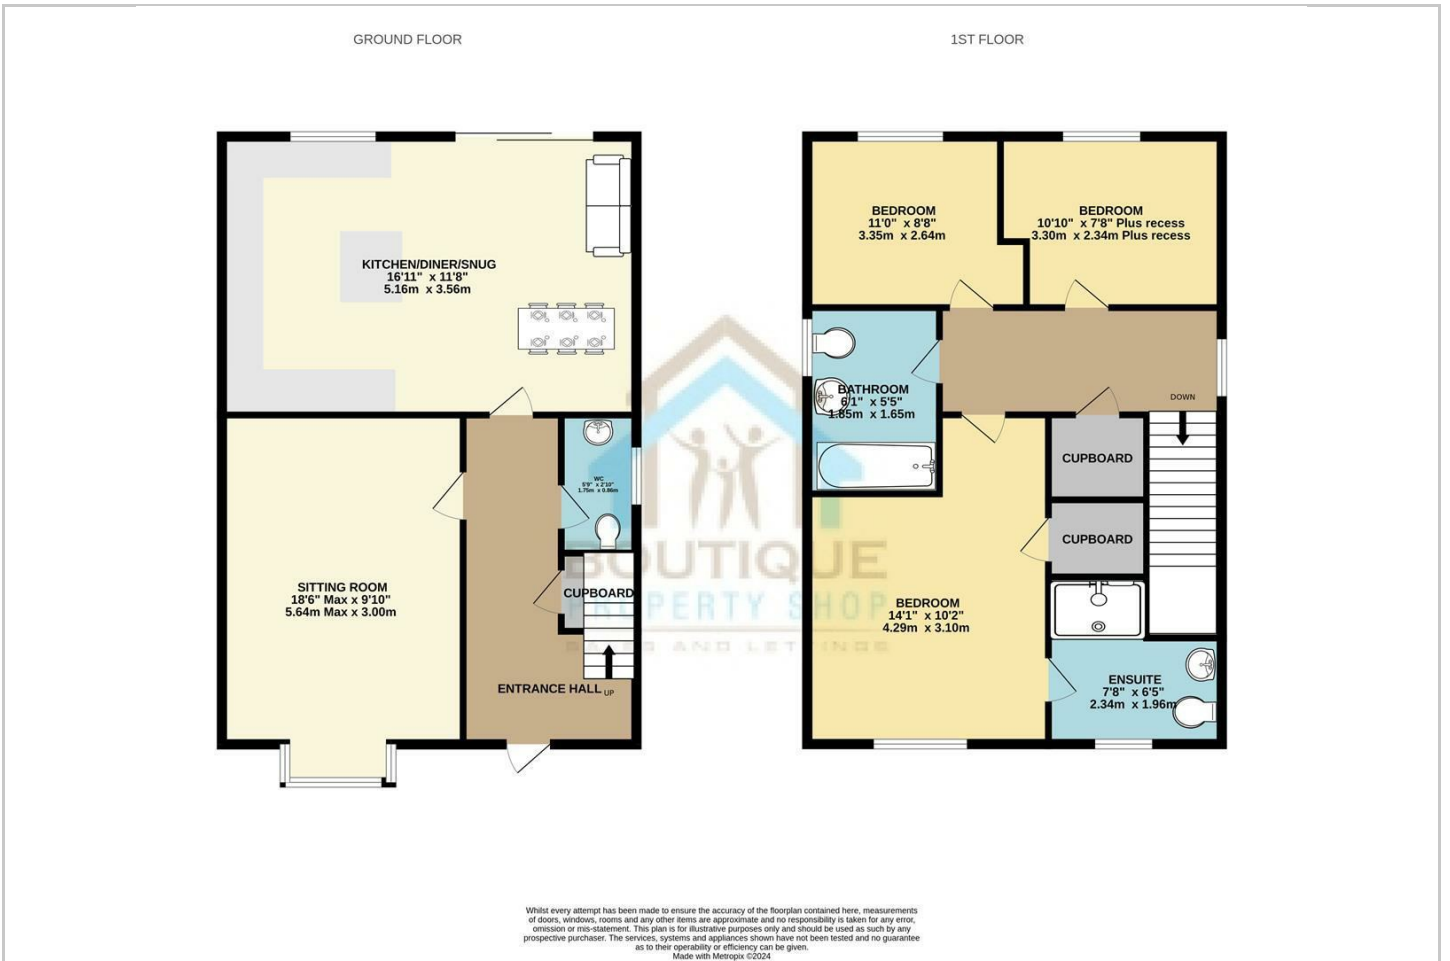 GROUND FLOOR
1ST FLOOR
KITCHEN/DINER/SNUG
16'11" x 11'8"
5.16m x 3.56m
BEDROOM
11'0" x 8'8"
3.35m x 2.64m
BEDROOM
10'10" x 7'8" Plus recess
3.30m x 2.34m Plus recess
BATHROOM
6'1" x 5'5"
1.85m x 1.65m
DOWN
CUPBOARD
CUPBOARD
WC
5'9" x 2'10"
1.75m x 0.86m
SITTING ROOM
18'6" Max x 9'10"
5.64m Max x 3.00m
CUPBOARD
ENTRANCE HALL
UP
BEDROOM
14'1" x 10'2"
4.29m x 3.10m
ENSUITE
7'8" x 6'5"
2.34m x 1.96m
BOUTIQUE
PROPERTY SHOP
SALES AND LETTINGS
Whilst every attempt has been made to ensure the accuracy of the floorplan contained here, measurements
of doors, windows, rooms and any other items are approximate and no responsibility is taken for any error,
omission or mis-statement. This plan is for illustrative purposes only and should be used as such by any
prospective purchaser. The services, systems and appliances shown have not been tested and no guarantee
as to their operability or efficiency can be given.
Made with Metropix ©2024